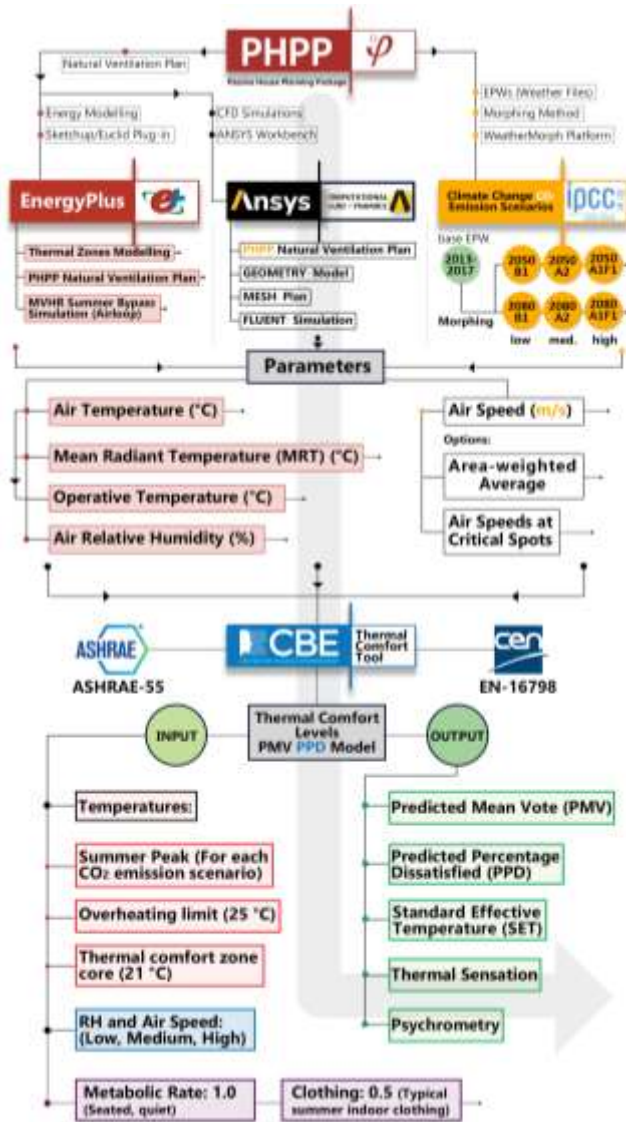 PHPP
φ
Passive House Planning Package
Natural Ventilation Plan
Energy Modelling
Sketchup/Euclid Plug-in
CFD Simulations
ANSYS Workbench
EPWs (Weather Files)
Morphing Method
WeatherMorph Platform
EnergyPlus
Ansys
COMPUTATIONAL
FLUID DYNAMICS
Climate Change
Emission Scenarios
ipcc
Thermal Zones Modelling
PHPP Natural Ventilation Plan
MVHR Summer Bypass
Simulation (Airloop)
PHPP Natural Ventilation Plan
GEOMETRY Model
MESH Plan
FLUENT Simulation
base EPW
2013-
2017
Morphing
2050
B1
2050
A2
2050
A1F1
2080
B1
2080
A2
2080
A1F1
low
med.
high
Parameters
Air Temperature (°C)
Mean Radiant Temperature (MRT) (°C)
Operative Temperature (°C)
Air Relative Humidity (%)
Air Speed (m/s)
Options:
Area-weighted
Average
Air Speeds at
Critical Spots
ASHRAE
ASHRAE-55
CBE
Thermal
Comfort
Tool
cen
EN-16798
INPUT
Thermal Comfort
Levels
PMV PPD Model
OUTPUT
Temperatures:
Summer Peak (For each
CO₂ emission scenario)
Overheating limit (25 °C)
Thermal comfort zone
core (21 °C)
RH and Air Speed:
(Low, Medium, High)
Metabolic Rate: 1.0
(Seated, quiet)
Clothing: 0.5 (Typical
summer indoor clothing)
Predicted Mean Vote (PMV)
Predicted Percentage
Dissatisfied (PPD)
Standard Effective
Temperature (SET)
Thermal Sensation
Psychrometry